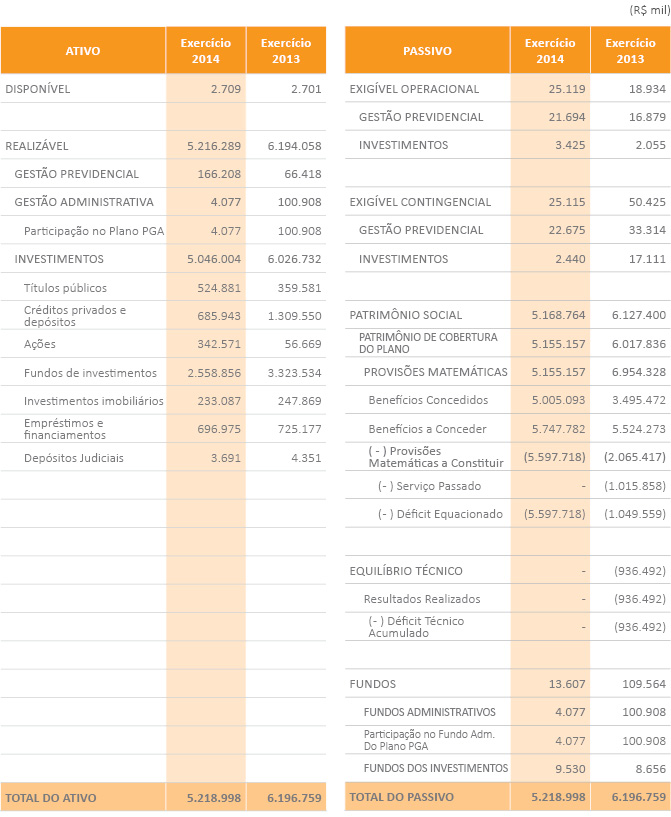 (R$ mil)
ATIVO Exercício 2014 Exercício 2013
DISPONÍVEL 2.709 2.701
REALIZÁVEL 5.216.289 6.194.058
GESTÃO PREVIDENCIAL 166.208 66.418
GESTÃO ADMINISTRATIVA 4.077 100.908
Participação no Plano PGA 4.077 100.908
INVESTIMENTOS 5.046.004 6.026.732
Títulos públicos 524.881 359.581
Créditos privados e
depósitos 685.943 1.309.550
Ações 342.571 56.669
Fundos de investimentos 2.558.856 3.323.534
Investimentos imobiliários 233.087 247.869
Empréstimos e
financiamentos 696.975 725.177
Depósitos Judiciais 3.691 4.351
TOTAL DO ATIVO 5.218.998 6.196.759
PASSIVO Exercício 2014 Exercício 2013
EXIGÍVEL OPERACIONAL 25.119 18.934
GESTÃO PREVIDENCIAL 21.694 16.879
INVESTIMENTOS 3.425 2.055
EXIGÍVEL CONTINGENCIAL 25.115 50.425
GESTÃO PREVIDENCIAL 22.675 33.314
INVESTIMENTOS 2.440 17.111
PATRIMÔNIO SOCIAL 5.168.764 6.127.400
PATRIMÔNIO DE COBERTURA
DO PLANO 5.155.157 6.017.836
PROVISÕES MATEMÁTICAS 5.155.157 6.954.328
Benefícios Concedidos 5.005.093 3.495.472
Benefícios a Conceder 5.747.782 5.524.273
( - ) Provisões
Matemáticas a Constituir (5.597.718) (2.065.417)
(- ) Serviço Passado - (1.015.858)
(- ) Déficit Equacionado (5.597.718) (1.049.559)
EQUILÍBRIO TÉCNICO - (936.492)
Resultados Realizados - (936.492)
(- ) Déficit Técnico
Acumulado - (936.492)
FUNDOS 13.607 109.564
FUNDOS ADMINISTRATIVOS 4.077 100.908
Participação no Fundo Adm.
Do Plano PGA 4.077 100.908
FUNDOS DOS INVESTIMENTOS 9.530 8.656
TOTAL DO PASSIVO 5.218.998 6.196.759